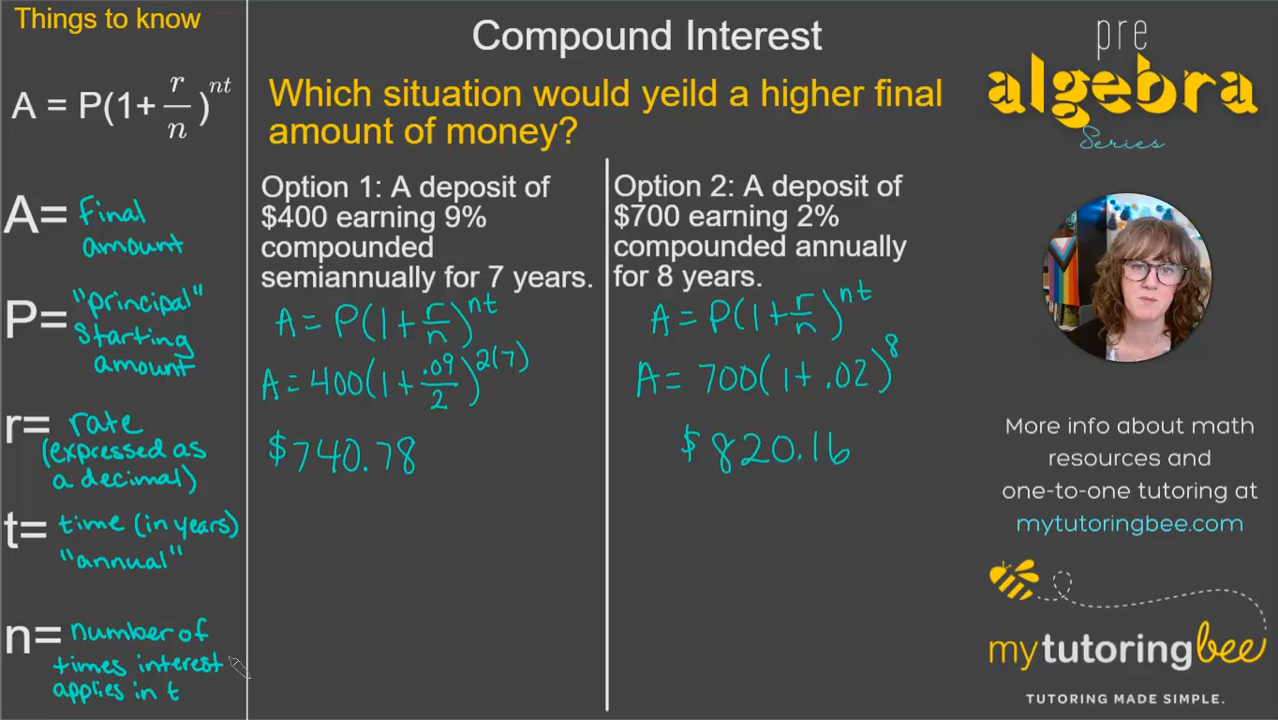 Things to know
A = P(1+ r/n )^nt
A= Final
amount
P= "principal"
Starting
amount
r= rate
(expressed as
a decimal)
t= time (in years)
"annual"
n= number of
times interest
applies in t
Compound Interest
Which situation would yeild a higher final
amount of money?
Option 1: A deposit of
$400 earning 9%
compounded
semiannually for 7 years.
A = P(1 + r/n)^nt
A = 400(1 + .09/2)^2(7)
$740.78
Option 2: A deposit of
$700 earning 2%
compounded annually
for 8 years.
A = P(1 + r/n)^nt
A = 700(1 + .02)^8
$820.16
pre
algebra
Series
More info about math
resources and
one-to-one tutoring at
mytutoringbee.com
my tutoringbee
TUTORING MADE SIMPLE.